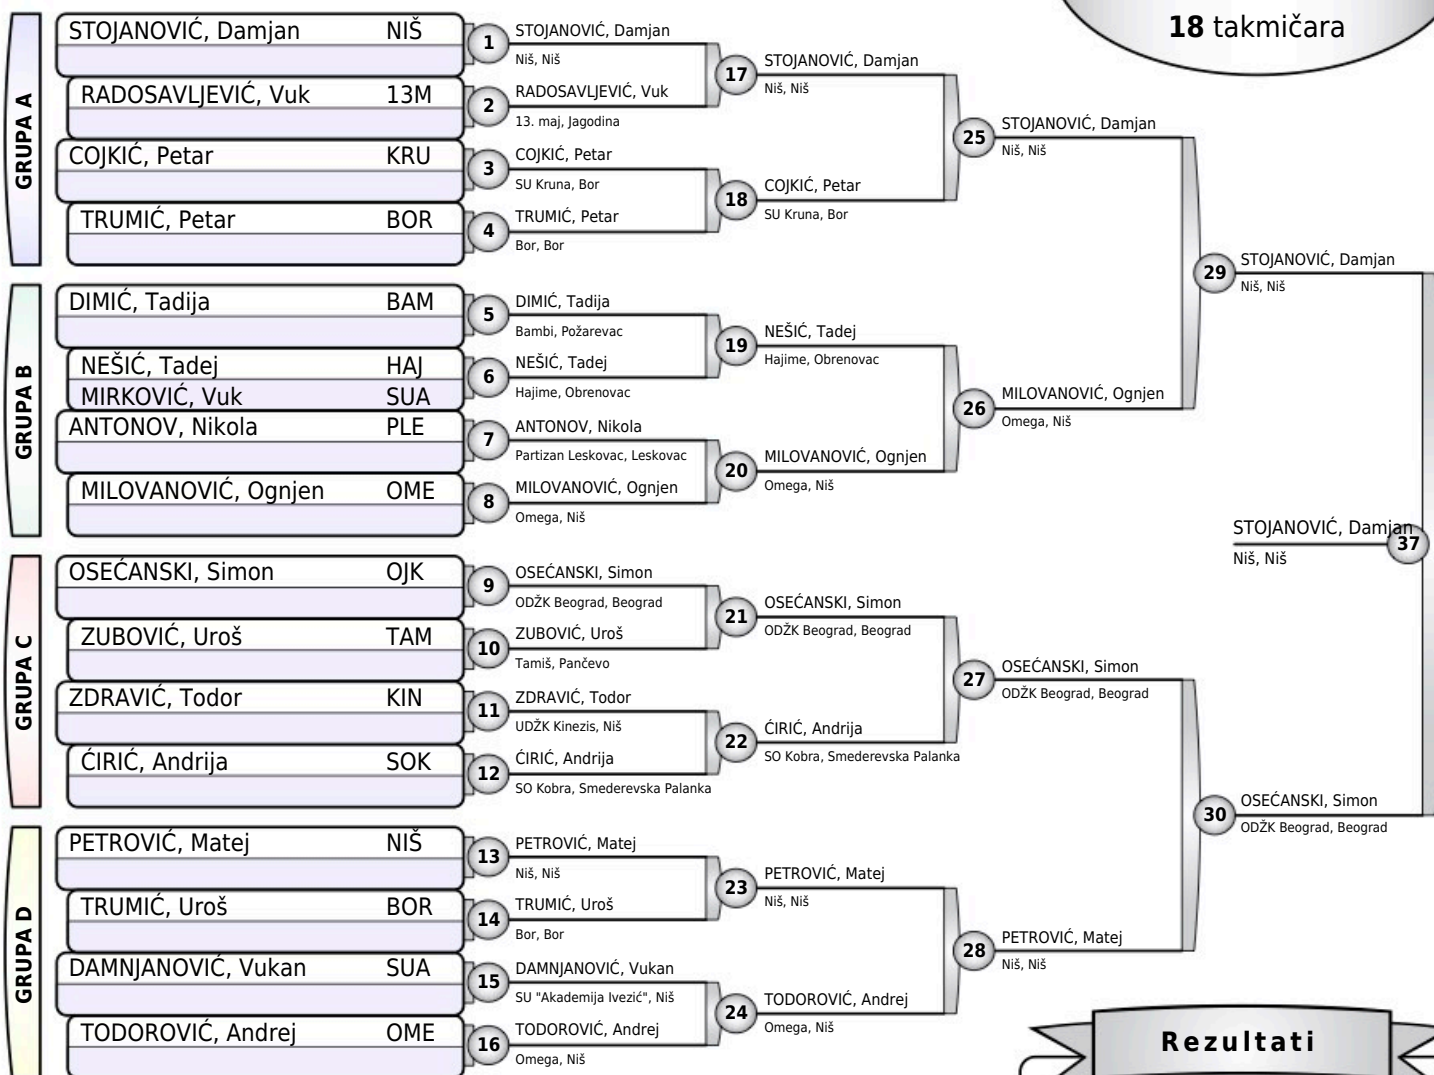 18 takmičara
GRUPA A
STOJANOVIĆ, Damjan NIŠ
RADOSAVLJEVIĆ, Vuk 13M
COJKIĆ, Petar KRU
TRUMIĆ, Petar BOR
GRUPA B
DIMIĆ, Tadija BAM
NEŠIĆ, Tadej HAJ
MIRKOVIĆ, Vuk SUA
ANTONOV, Nikola PLE
MILOVANOVIĆ, Ognjen OME
GRUPA C
OSEĆANSKI, Simon OJK
ZUBOVIĆ, Uroš TAM
ZDRAVIĆ, Todor KIN
ĆIRIĆ, Andrija SOK
GRUPA D
PETROVIĆ, Matej NIŠ
TRUMIĆ, Uroš BOR
DAMNJANOVIĆ, Vukan SUA
TODOROVIĆ, Andrej OME
1 STOJANOVIĆ, Damjan
Niš, Niš
2 RADOSAVLJEVIĆ, Vuk
13. maj, Jagodina
3 COJKIĆ, Petar
SU Kruna, Bor
4 TRUMIĆ, Petar
Bor, Bor
5 DIMIĆ, Tadija
Bambi, Požarevac
6 NEŠIĆ, Tadej
Hajime, Obrenovac
7 ANTONOV, Nikola
Partizan Leskovac, Leskovac
8 MILOVANOVIĆ, Ognjen
Omega, Niš
9 OSEĆANSKI, Simon
ODŽK Beograd, Beograd
10 ZUBOVIĆ, Uroš
Tamiš, Pančevo
11 ZDRAVIĆ, Todor
UDŽK Kinezis, Niš
12 ĆIRIĆ, Andrija
SO Kobra, Smederevska Palanka
13 PETROVIĆ, Matej
Niš, Niš
14 TRUMIĆ, Uroš
Bor, Bor
15 DAMNJANOVIĆ, Vukan
SU "Akademija Ivezić", Niš
16 TODOROVIĆ, Andrej
Omega, Niš
17 STOJANOVIĆ, Damjan
Niš, Niš
18 COJKIĆ, Petar
SU Kruna, Bor
19 NEŠIĆ, Tadej
Hajime, Obrenovac
20 MILOVANOVIĆ, Ognjen
Omega, Niš
21 OSEĆANSKI, Simon
ODŽK Beograd, Beograd
22 ĆIRIĆ, Andrija
SO Kobra, Smederevska Palanka
23 PETROVIĆ, Matej
Niš, Niš
24 TODOROVIĆ, Andrej
Omega, Niš
25 STOJANOVIĆ, Damjan
Niš, Niš
26 MILOVANOVIĆ, Ognjen
Omega, Niš
27 OSEĆANSKI, Simon
ODŽK Beograd, Beograd
28 PETROVIĆ, Matej
Niš, Niš
29 STOJANOVIĆ, Damjan
Niš, Niš
30 OSEĆANSKI, Simon
ODŽK Beograd, Beograd
STOJANOVIĆ, Damjan 37
Niš, Niš
Rezultati